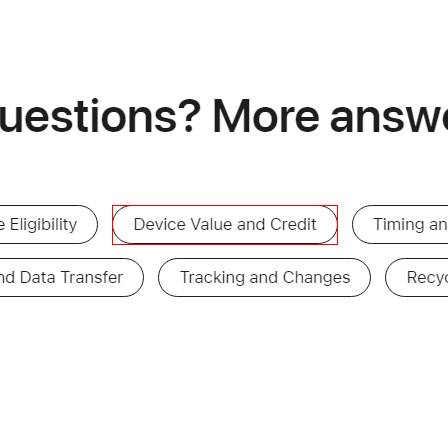 uestions? More answ
Eligibility Device Value and Credit Timing an
Data Transfer Tracking and Changes Recy